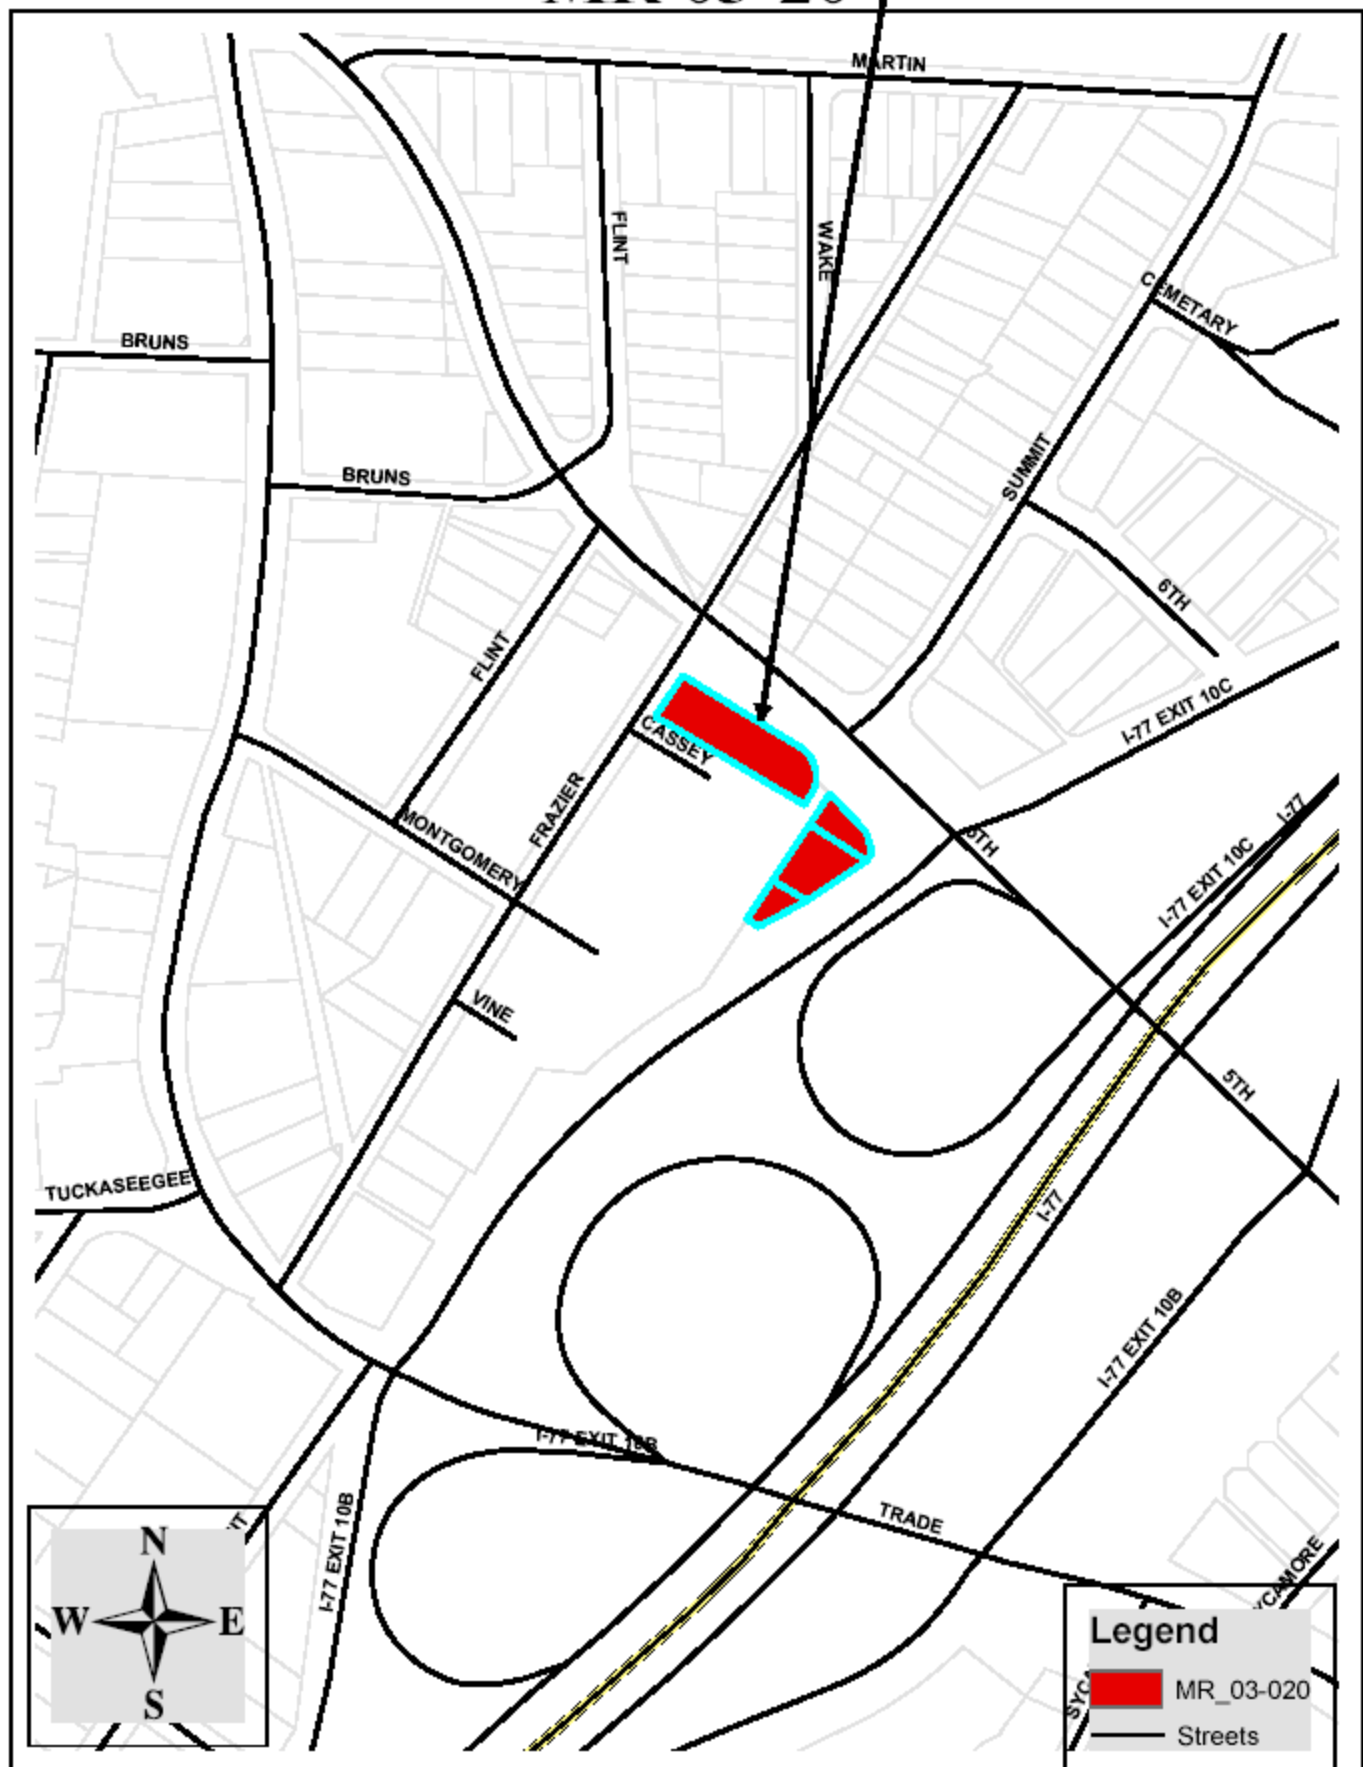 MARTIN
FLINT
WAKE
CEMETARY
BRUNS
BRUNS
SUMMIT
6TH
FLINT
I-77 EXIT 10C
CASSEY
FRAZIER
I-77
MONTGOMERY
5TH
I-77 EXIT 10C
VINE
5TH
TUCKASEEGEE
I-77
I-77 EXIT 10B
I-77 EXIT 10B
I-77 EXIT 10B
TRADE
N
W E
S
Legend
MR_03-020
Streets